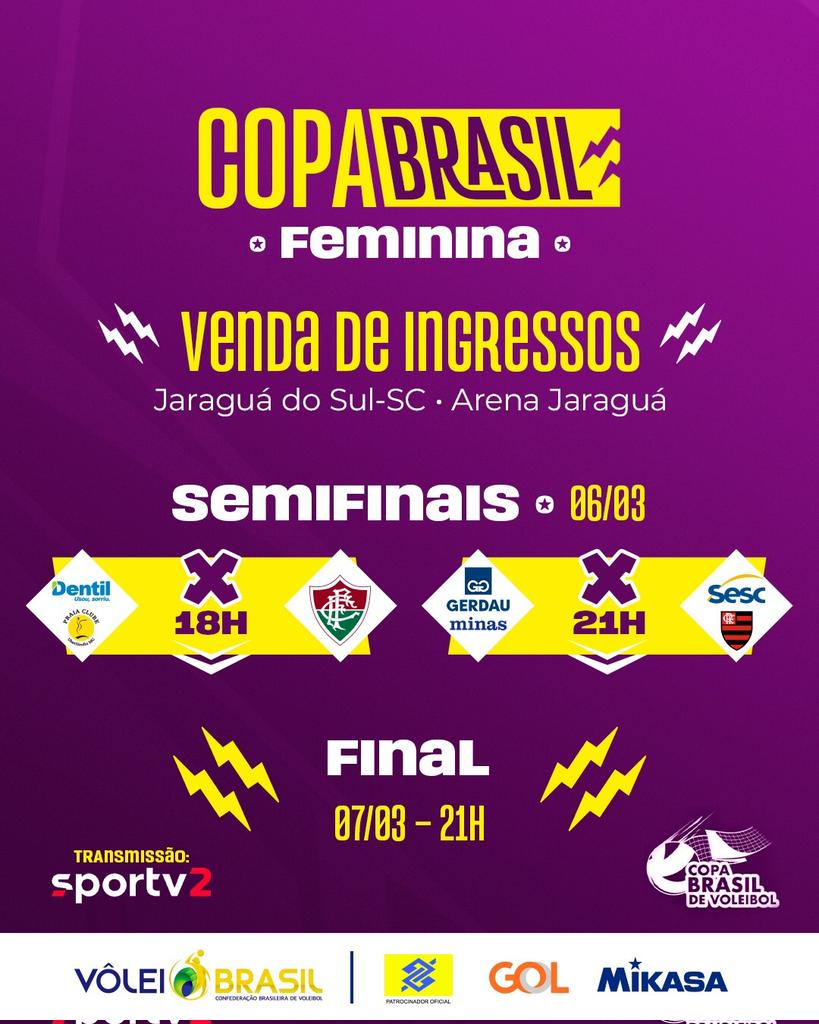 COPA BRASIL
FEMININA
VENDA DE INGRESSOS
Jaraguá do Sul-SC • Arena Jaraguá
SEMIFINAIS 06/03
Dentil
Usou, sorriu.
PRAIA CLUBE
X
18H
GERDAU
minas
X
21H
Sesc
FINAL
07/03 – 21H
TRANSMISSÃO:
sportv2
COPA
BRASIL
DE VOLEIBOL
VÔLEI BRASIL
CONFEDERAÇÃO BRASILEIRA DE VOLEIBOL
PATROCINADOR OFICIAL
GOL
MIKASA